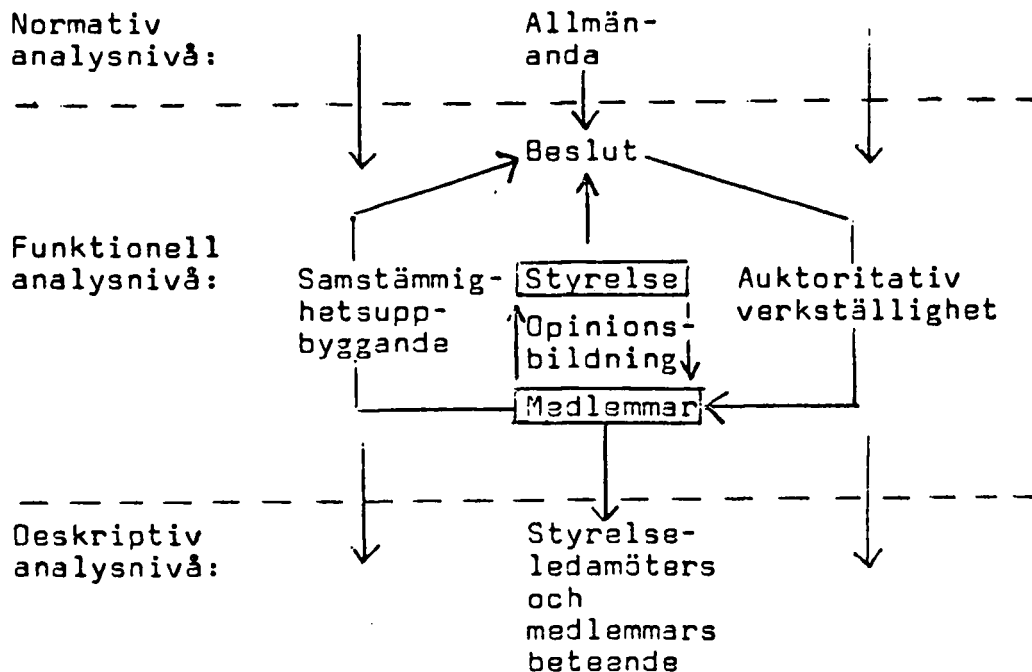 Normativ
analysnivå:
Allmän-
anda
Beslut
Funktionell
analysnivå:
Samstämmig-
hetsupp-
byggande
Styrelse
Opinions-
bildning
Medlemmar
Auktoritativ
verkställighet
Deskriptiv
analysnivå:
Styrelse-
ledamöters
och
medlemmars
beteende